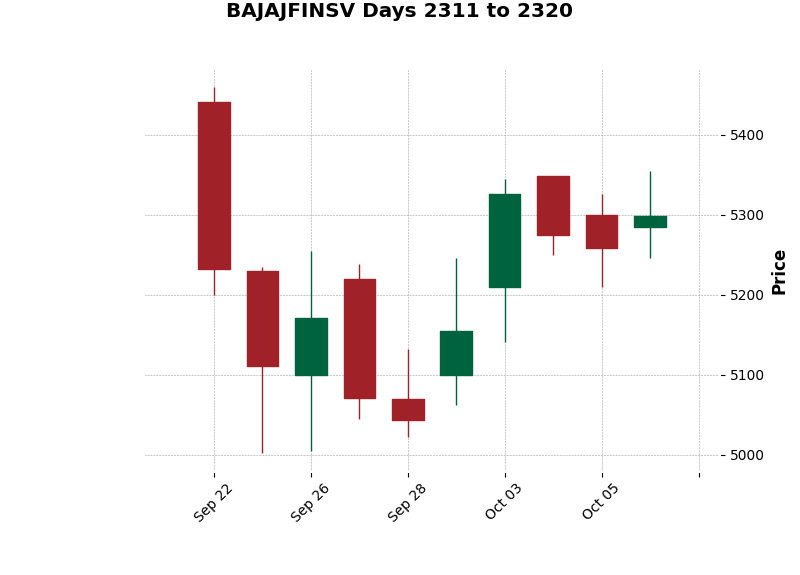 BAJAJFINSV Days 2311 to 2320
5400
5300
5200
5100
5000
Price
Sep 22
Sep 26
Sep 28
Oct 03
Oct 05